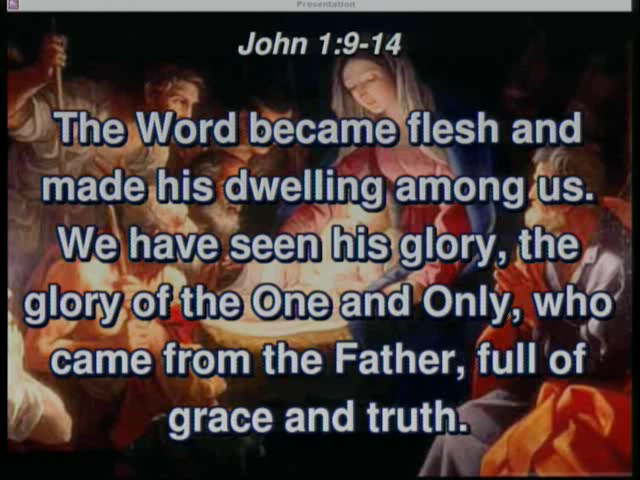 Presentation
John 1:9-14
The Word became flesh and
made his dwelling among us.
We have seen his glory, the
glory of the One and Only, who
came from the Father, full of
grace and truth.